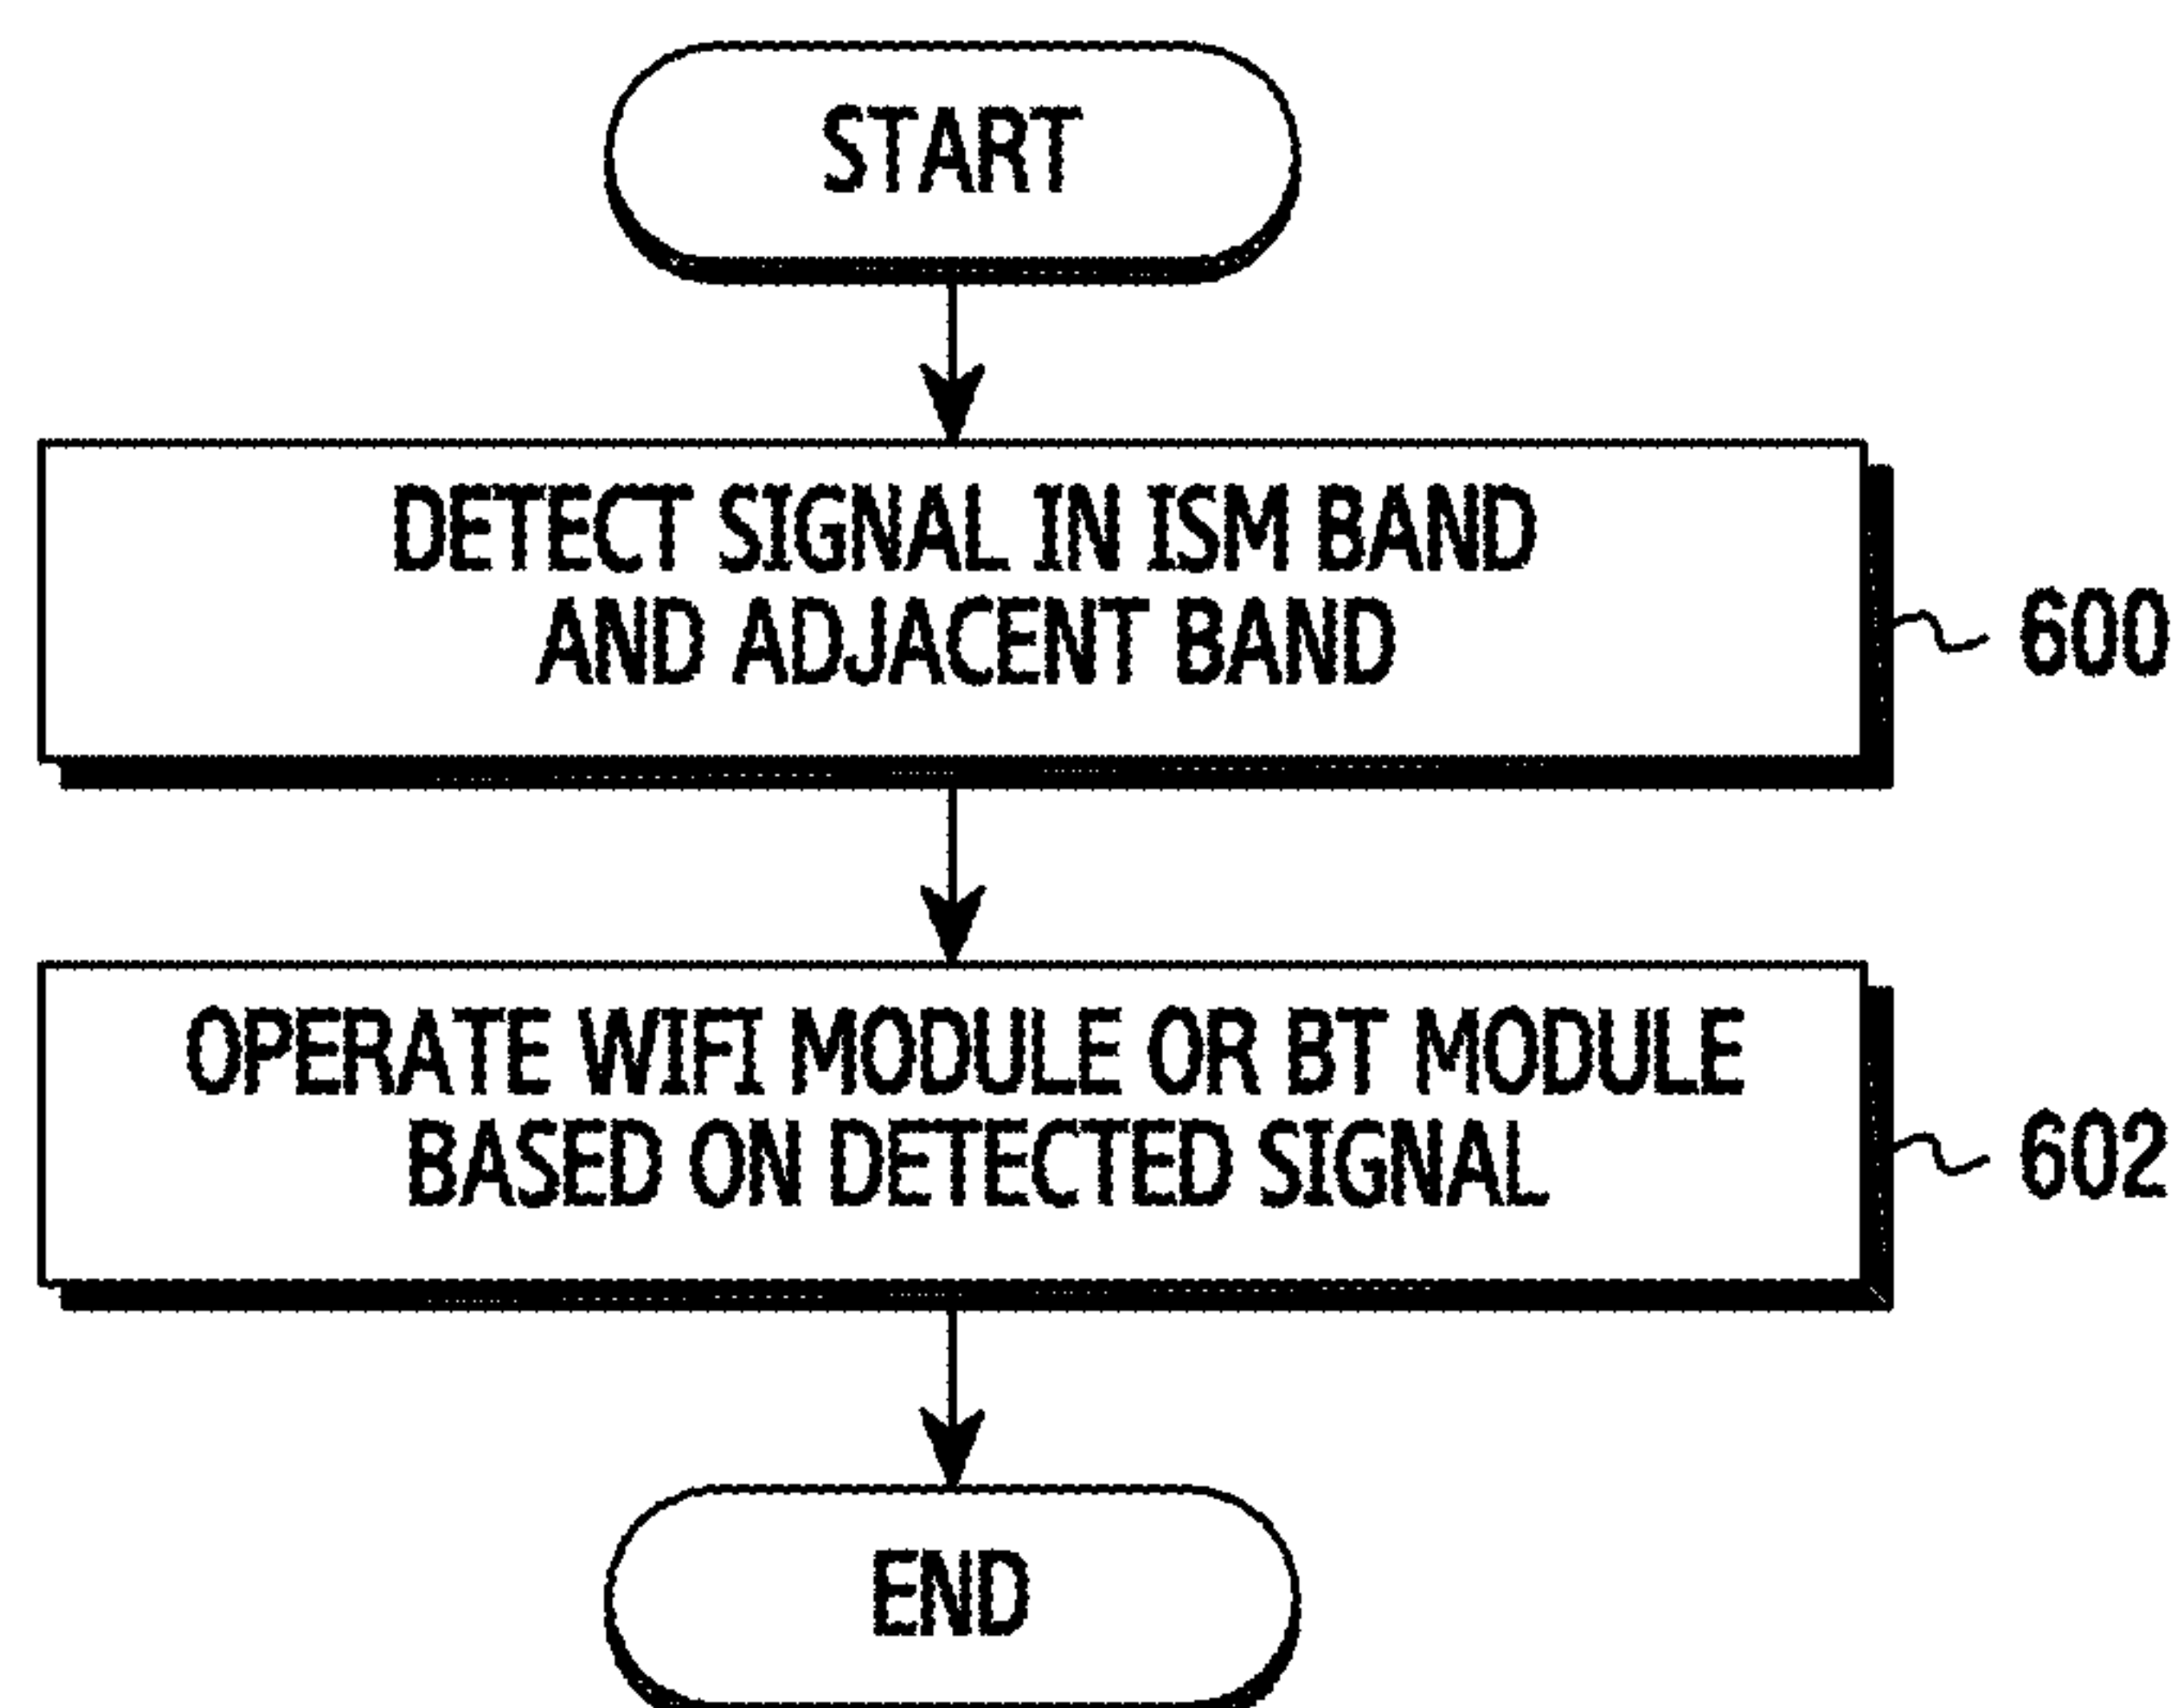 START
DETECT SIGNAL IN ISM BAND
AND ADJACENT BAND
600
OPERATE WIFI MODULE OR BT MODULE
BASED ON DETECTED SIGNAL
602
END